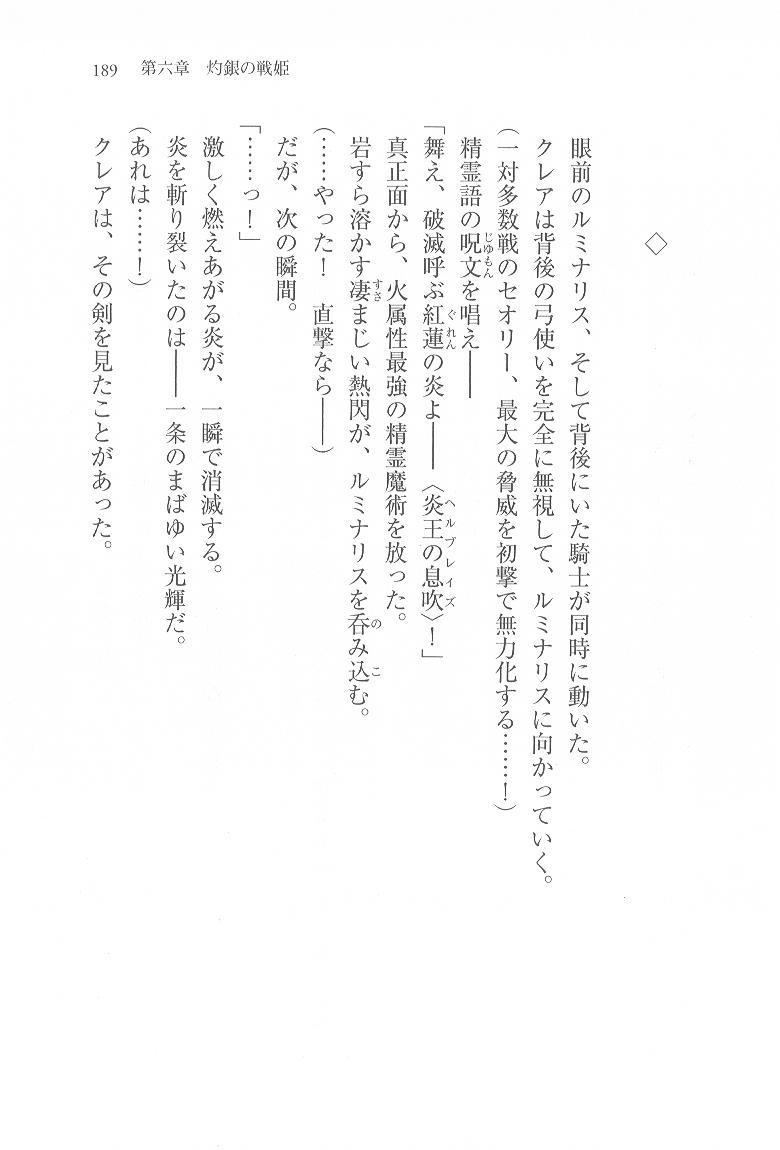 189　第六章　灼銀の戦姫
◇
眼前のルミナリス、そして背後にいた騎士が同時に動いた。
クレアは背後の弓使いを完全に無視して、ルミナリスに向かっていく。
（一対多数戦のセオリー、最大の脅威を初撃で無力化する……！）
精霊語の呪文を唱え――
「舞え、破滅呼ぶ紅蓮の炎よ――〈炎王の息吹〉！」
真正面から、火属性最強の精霊魔術を放った。
岩すら溶かす凄まじい熱閃が、ルミナリスを呑み込む。
（……やった！　直撃なら――）
だが、次の瞬間。
「……っ！」
激しく燃えあがる炎が、一瞬で消滅する。
炎を斬り裂いたのは――一条のまばゆい光輝だ。
（あれは……！）
クレアは、その剣を見たことがあった。